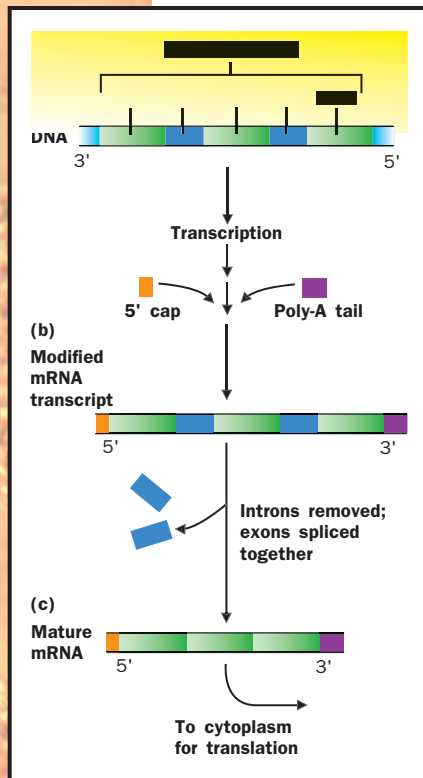 DNA
3'
5'
Transcription
5' cap
Poly-A tail
(b)
Modified
mRNA
transcript
5'
3'
Introns removed;
exons spliced
together
(c)
Mature
mRNA
5'
3'
To cytoplasm
for translation